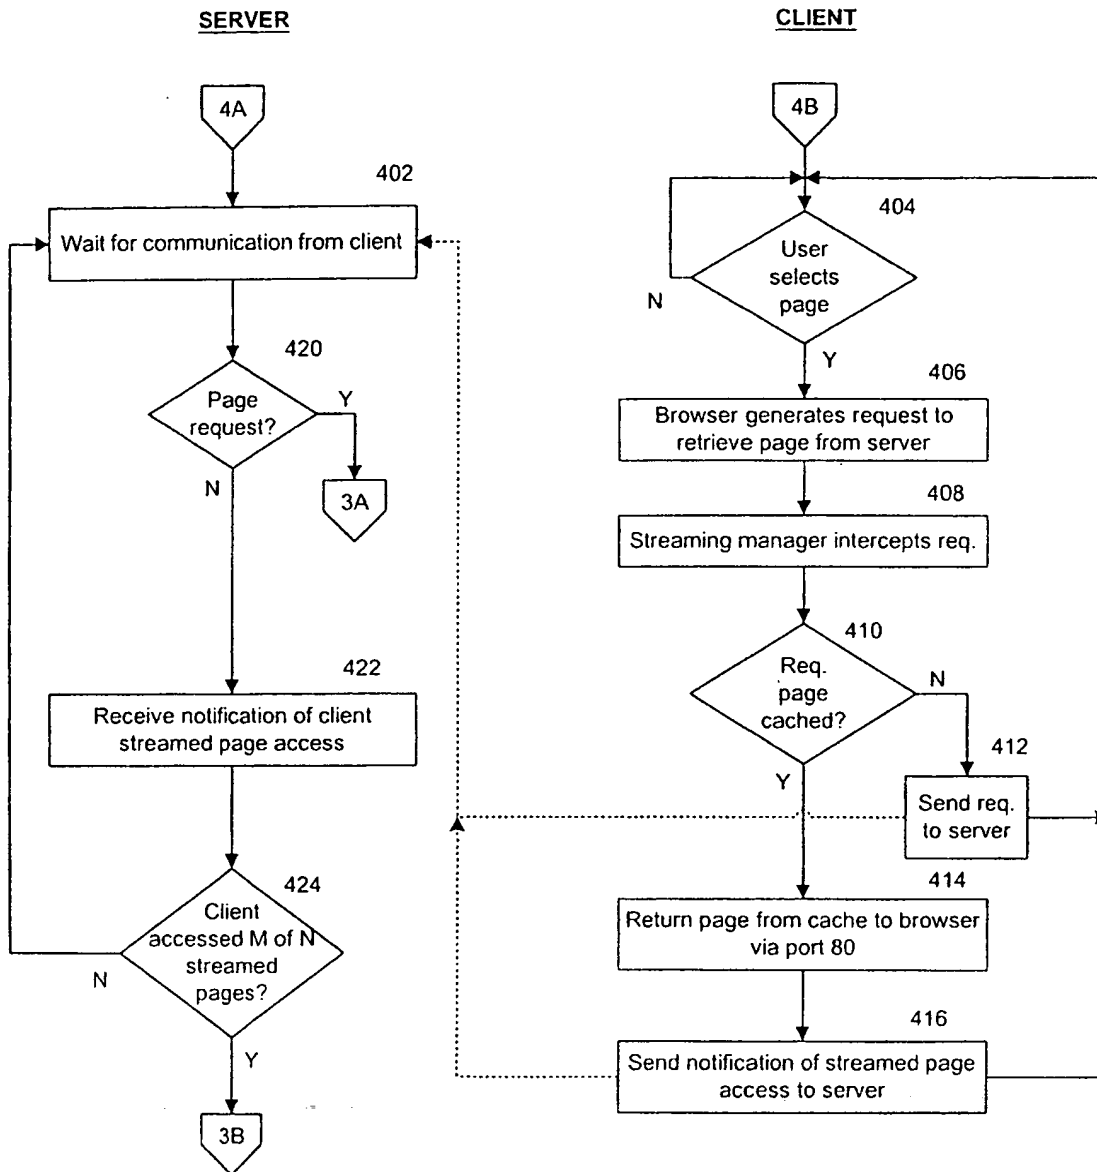 SERVER
CLIENT
4A
4B
402
Wait for communication from client
404
User
selects
page
N
Y
420
Page
request?
Y
N
3A
406
Browser generates request to
retrieve page from server
408
Streaming manager intercepts req.
410
Req.
page
cached?
N
Y
412
Send req.
to server
422
Receive notification of client
streamed page access
424
Client
accessed M of N
streamed
pages?
N
Y
414
Return page from cache to browser
via port 80
416
Send notification of streamed page
access to server
3B